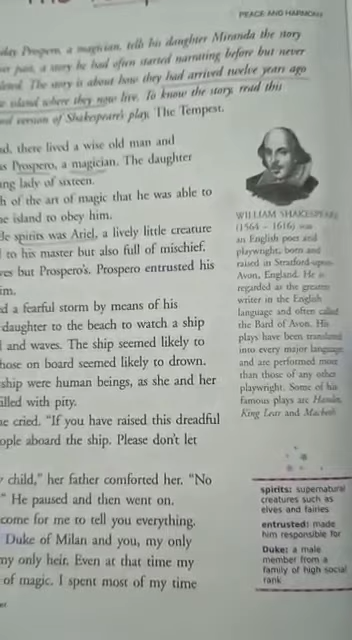 PEACE AND HARMONY
day Prospero, a magician, tells his daughter Miranda the story
past, a story he had often started narrating before but never
The story is about how they had arrived twelve years ago
island where they now live. To know the story, read this
version of Shakespeare's play, The Tempest.
there lived a wise old man and
as Prospero, a magician. The daughter
ng lady of sixteen.
h of the art of magic that he was able to
e island to obey him.
spirits was Ariel, a lively little creature
to his master but also full of mischief.
es but Prospero's. Prospero entrusted his
im.
d a fearful storm by means of his
daughter to the beach to watch a ship
and waves. The ship seemed likely to
hose on board seemed likely to drown.
ship were human beings, as she and her
illed with pity.
e cried. "If you have raised this dreadful
ople aboard the ship. Please don't let
child," her father comforted her. "No
" He paused and then went on.
come for me to tell you everything.
Duke of Milan and you, my only
my only heir. Even at that time my
of magic. I spent most of my time
WILLIAM SHAKESPEARE
(1564 – 1616) was
an English poet and
playwright, born and
raised in Stratford-upon-
Avon, England. He is
regarded as the greatest
writer in the English
language and often called
the Bard of Avon. His
plays have been translated
into every major language
and are performed more
than those of any other
playwright. Some of his
famous plays are Hamlet,
King Lear and Macbeth.
spirits: supernatural
creatures such as
elves and fairies
entrusted: made
him responsible for
Duke: a male
member from a
family of high social
rank